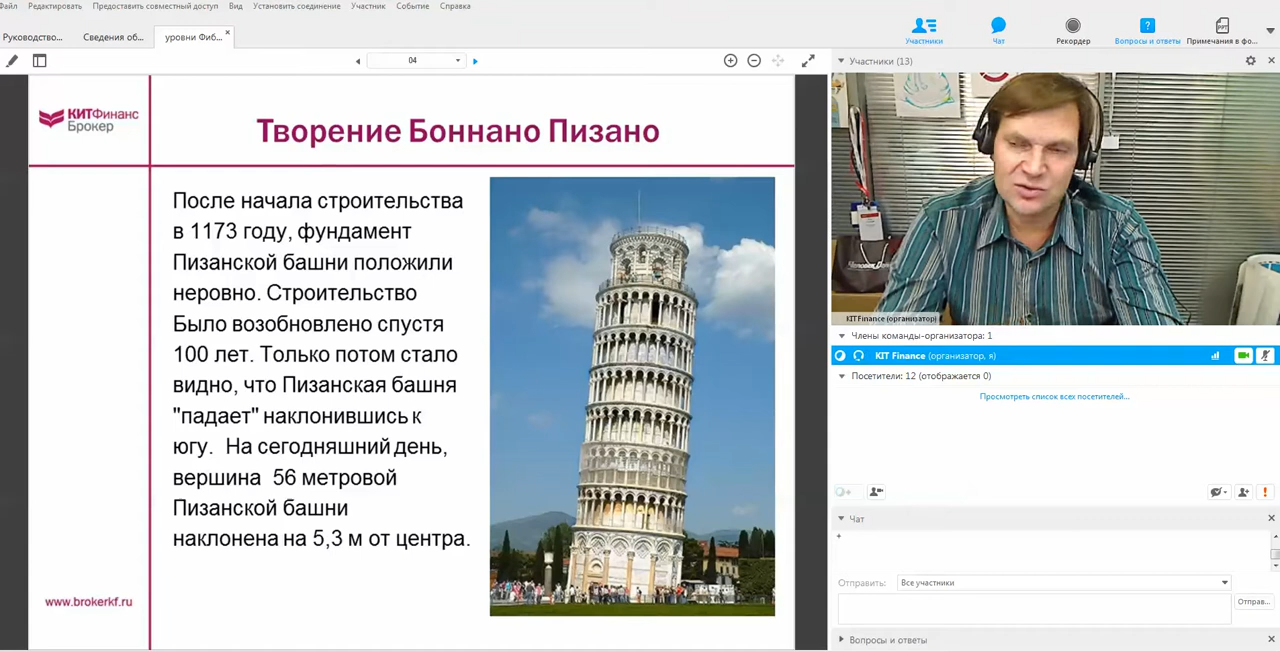 Файл Редактировать Предоставить совместный доступ Вид Установить соединение Участник Событие Справка
Руководство...
Сведения об...
уровни Фиб...
Участники
Чат
Рекордер
Вопросы и ответы
Примечания в фо...
04
КИТФинанс
Брокер
Творение Боннано Пизано
После начала строительства
в 1173 году, фундамент
Пизанской башни положили
неровно. Строительство
Было возобновлено спустя
100 лет. Только потом стало
видно, что Пизанская башня
"падает" наклонившись к
югу. На сегодняшний день,
вершина 56 метровой
Пизанской башни
наклонена на 5,3 м от центра.
www.brokerkf.ru
Участники (13)
KIT Finance (организатор)
Члены команды-организатора: 1
KIT Finance (организатор, я)
Посетители: 12 (отображается 0)
Просмотреть список всех посетителей...
Чат
+
Отправить:
Все участники
Отправ...
Вопросы и ответы